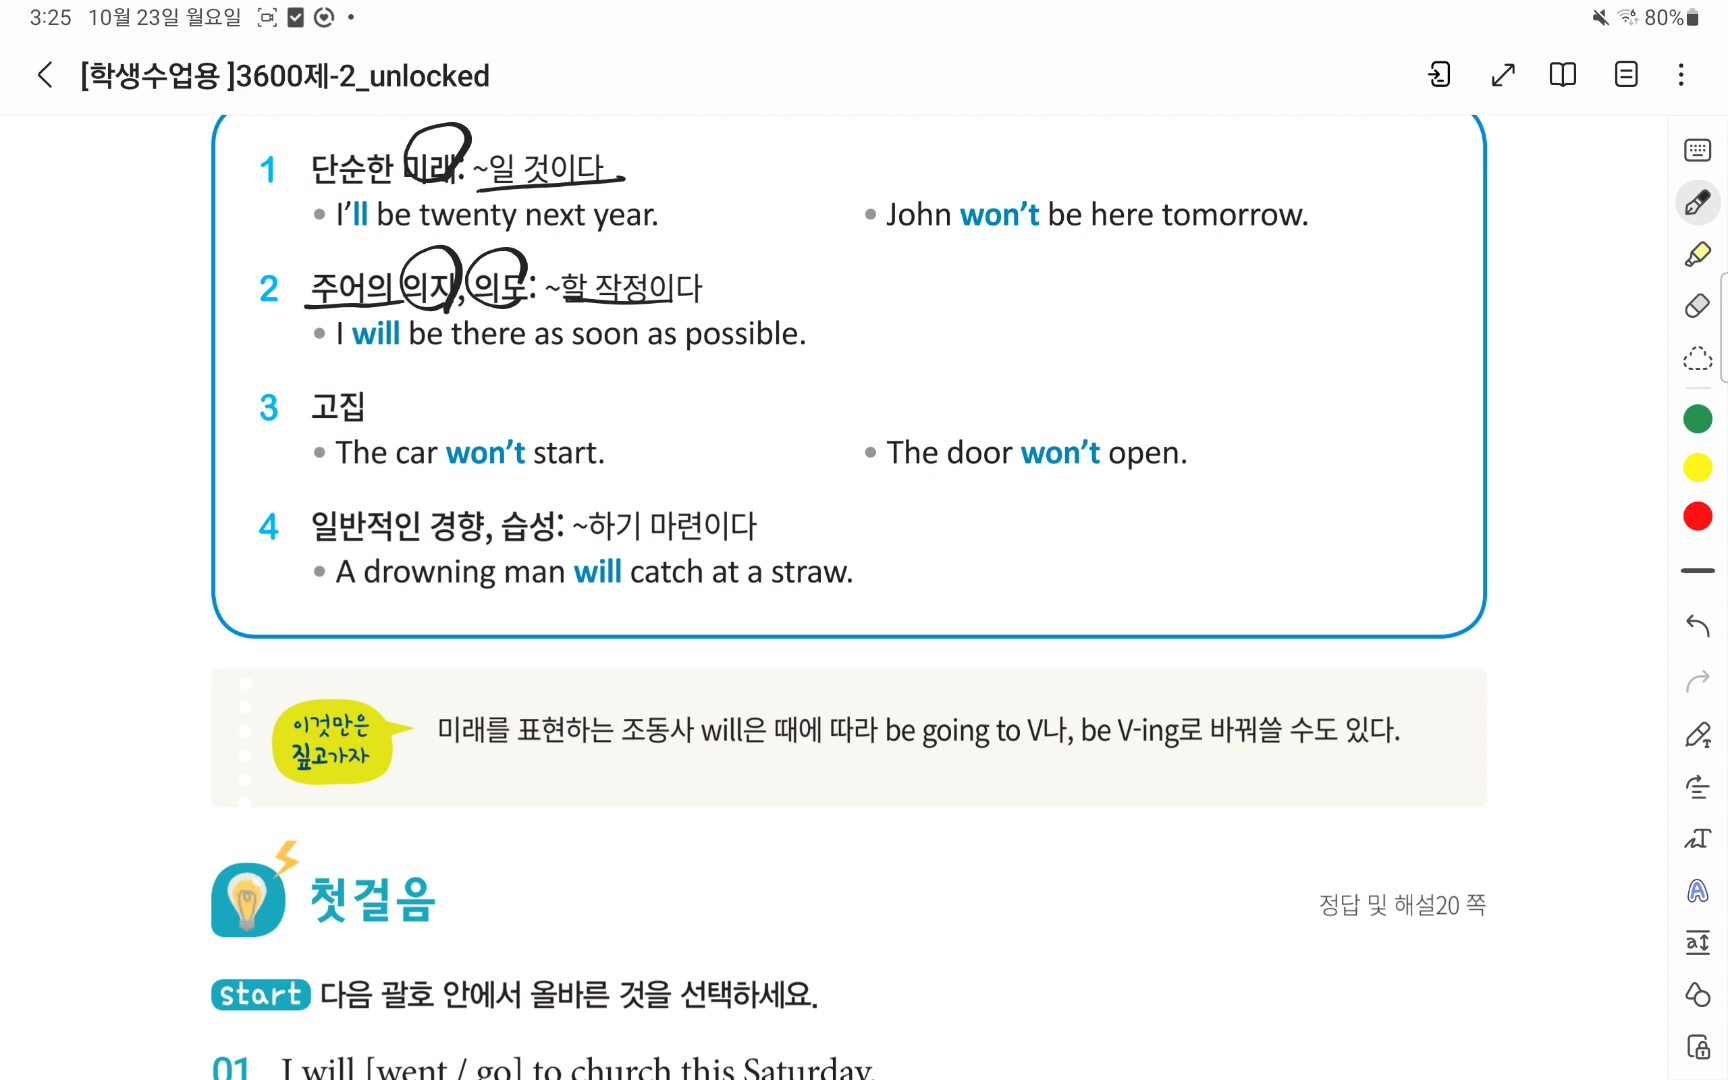 3:25 10월 23일 월요일 80%
[학생수업용 ]3600제-2_unlocked
1 단순한 미래: ~일 것이다
• I'll be twenty next year. • John won't be here tomorrow.
2 주어의 의지, 의도: ~할 작정이다
• I will be there as soon as possible.
3 고집
• The car won't start. • The door won't open.
4 일반적인 경향, 습성: ~하기 마련이다
• A drowning man will catch at a straw.
이것만은
짚고가자
미래를 표현하는 조동사 will은 때에 따라 be going to V나, be V-ing로 바꿔쓸 수도 있다.
첫걸음
정답 및 해설20 쪽
start 다음 괄호 안에서 올바른 것을 선택하세요.
01 I will [went / go] to church this Saturday.